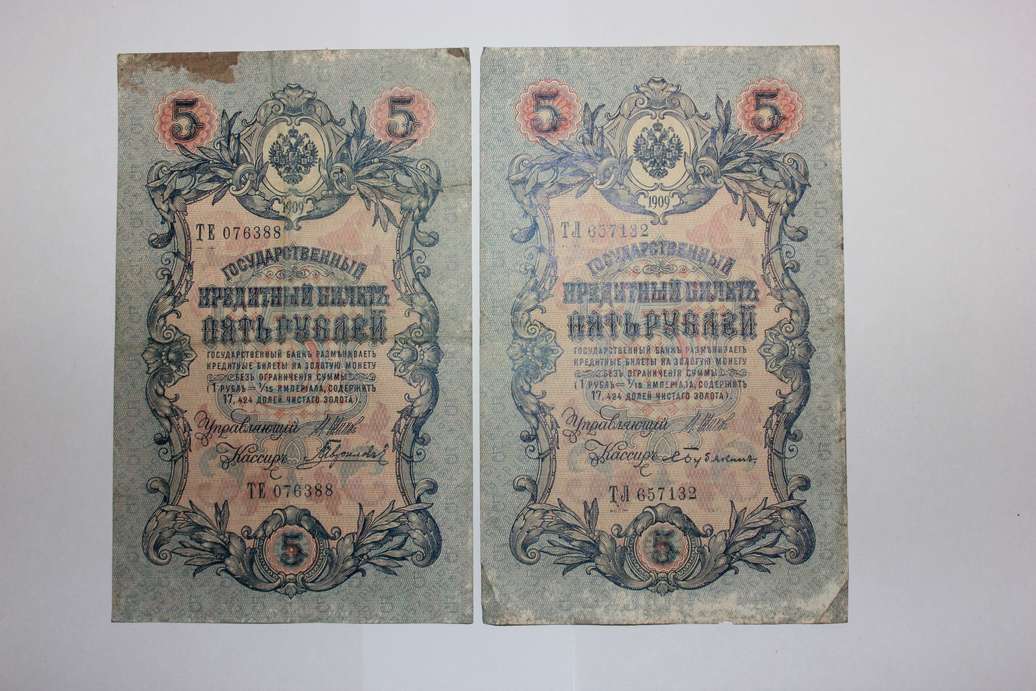 5 5
1909
ТЕ 076388
ГОСУДАРСТВЕННЫЙ
КРЕДИТНЫЙ БИЛЕТЪ
ПЯТЬ РУБЛЕЙ
ГОСУДАРСТВЕННЫЙ БАНКЪ РАЗМѢНИВАЕТЪ
КРЕДИТНЫЕ БИЛЕТЫ НА ЗОЛОТУЮ МОНЕТУ
БЕЗЪ ОГРАНИЧЕНІЯ СУММЫ
(1 РУБЛЬ = 1/15 ИМПЕРІАЛА, СОДЕРЖИТЪ
17,424 ДОЛЕЙ ЧИСТАГО ЗОЛОТА).
Управляющій
Кассиръ
ТЕ 076388
5
5 5
1909
ТЛ 657132
ГОСУДАРСТВЕННЫЙ
КРЕДИТНЫЙ БИЛЕТЪ
ПЯТЬ РУБЛЕЙ
ГОСУДАРСТВЕННЫЙ БАНКЪ РАЗМѢНИВАЕТЪ
КРЕДИТНЫЕ БИЛЕТЫ НА ЗОЛОТУЮ МОНЕТУ
БЕЗЪ ОГРАНИЧЕНІЯ СУММЫ
(1 РУБЛЬ = 1/15 ИМПЕРІАЛА, СОДЕРЖИТЪ
17,424 ДОЛЕЙ ЧИСТАГО ЗОЛОТА).
Управляющій
Кассиръ
ТЛ 657132
5